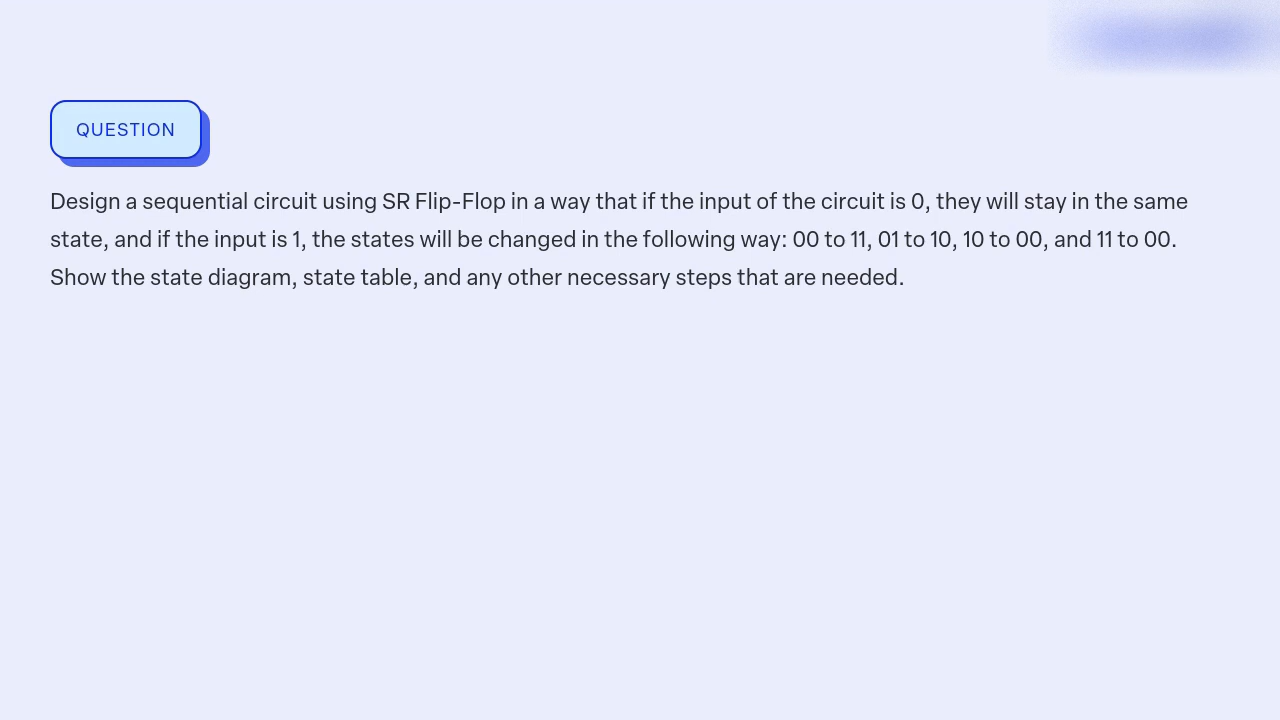 QUESTION
Design a sequential circuit using SR Flip-Flop in a way that if the input of the circuit is 0, they will stay in the same
state, and if the input is 1, the states will be changed in the following way: 00 to 11, 01 to 10, 10 to 00, and 11 to 00.
Show the state diagram, state table, and any other necessary steps that are needed.